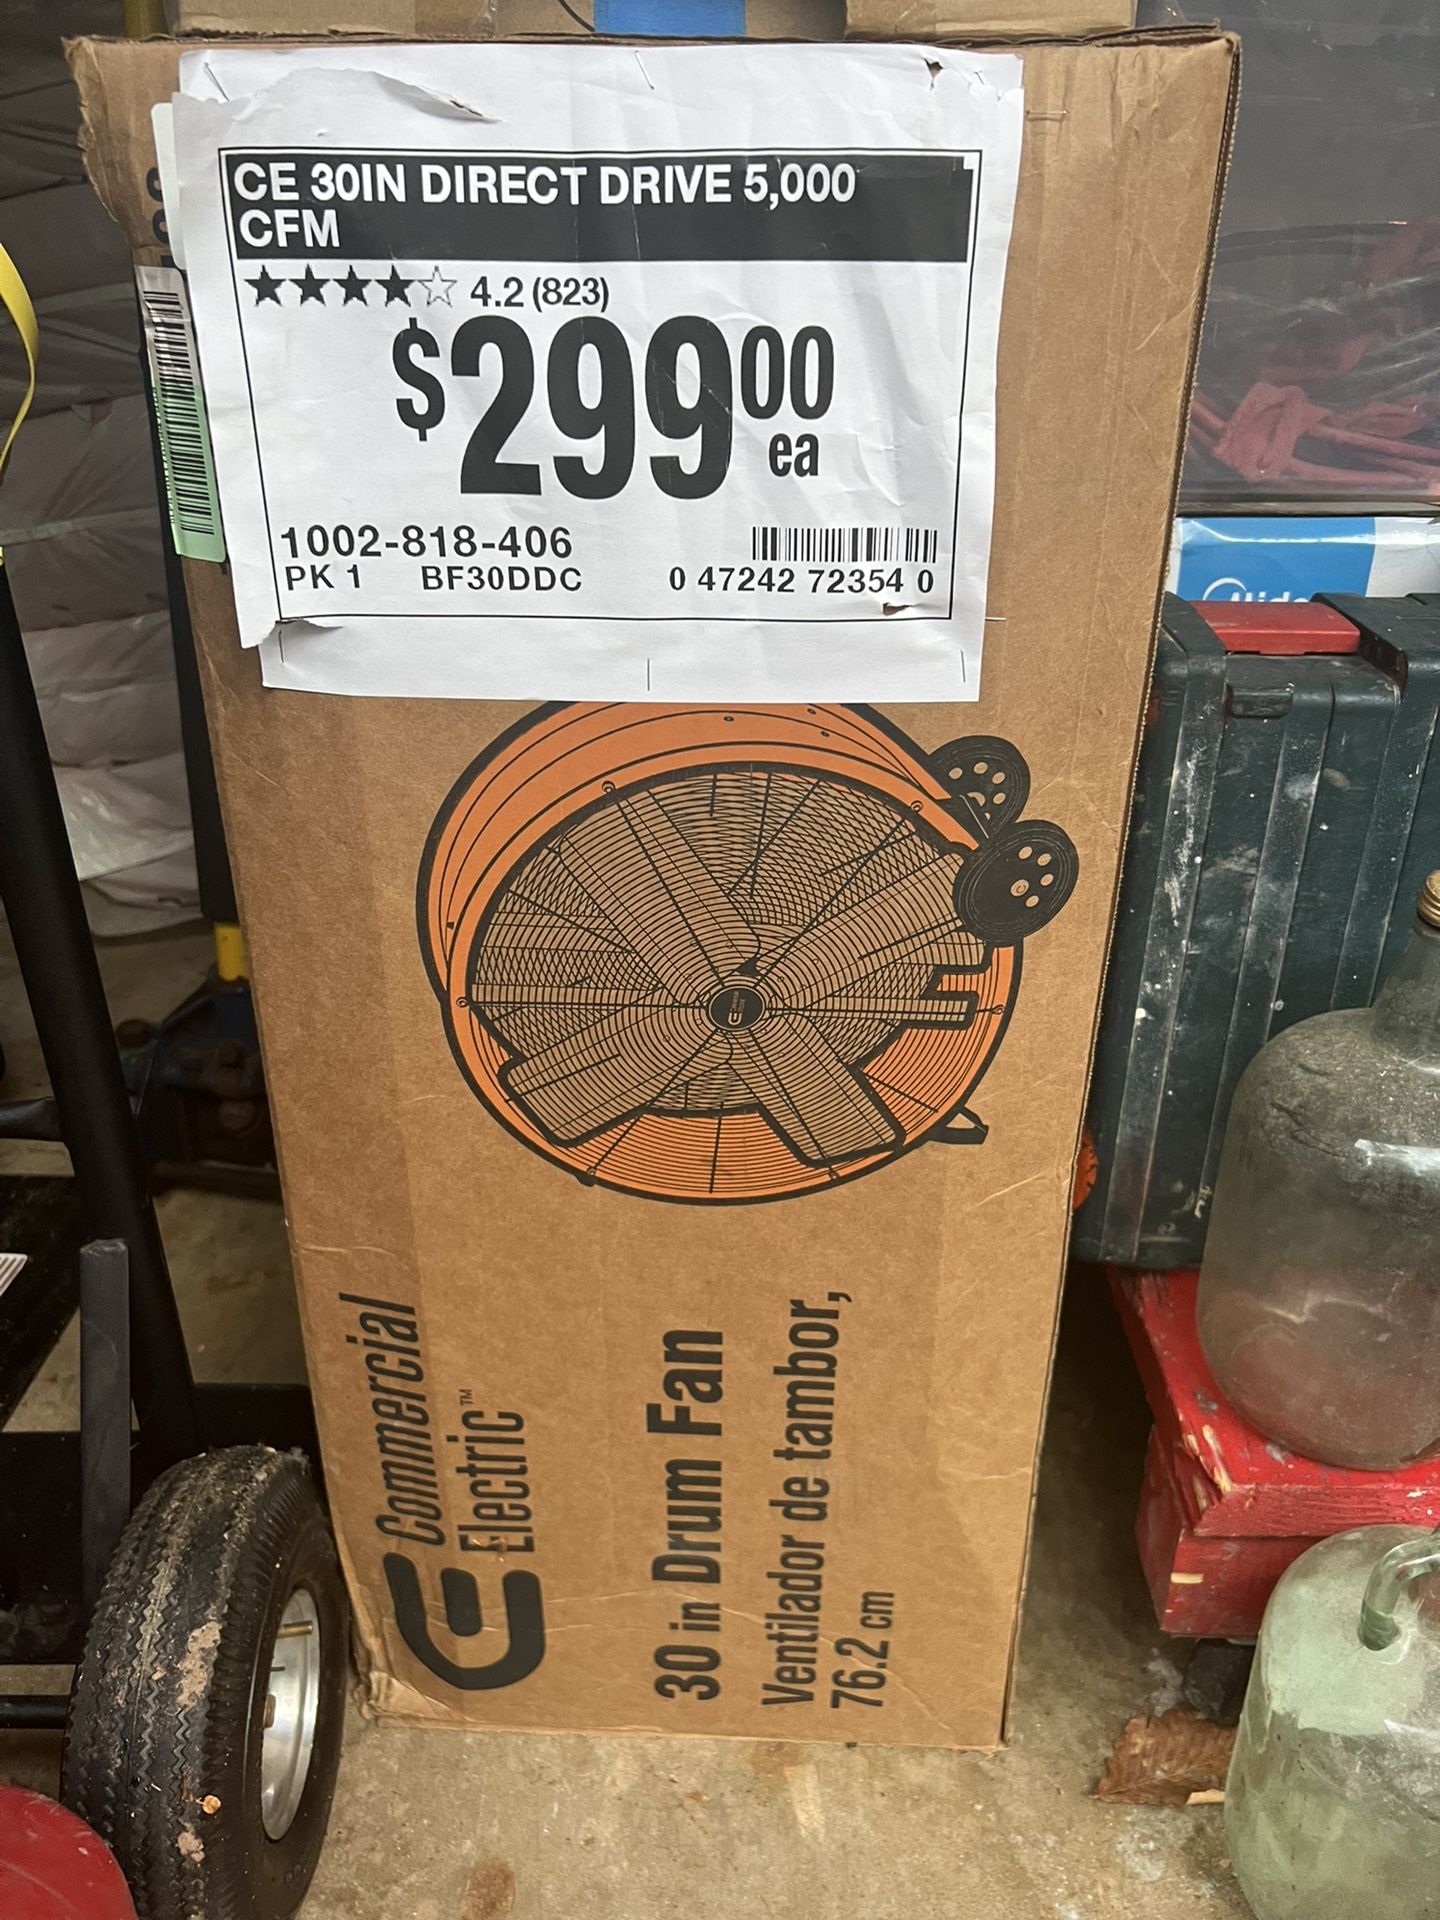 CE 30IN DIRECT DRIVE 5,000
CFM
4.2 (823)
$299 00
ea
1002-818-406
PK 1 BF30DDC 0 47242 72354 0
Commercial
Electric™
30 in Drum Fan
Ventilador de tambor,
76.2 cm